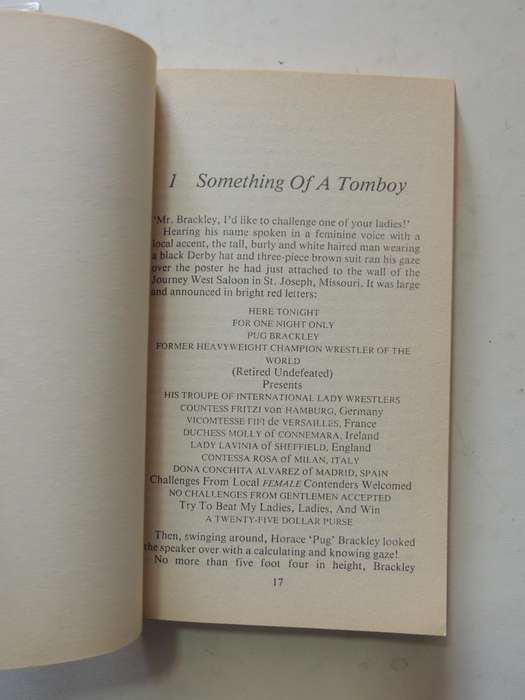 1 Something Of A Tomboy
'Mr. Brackley, I'd like to challenge one of your ladies!'
Hearing his name spoken in a feminine voice with a
local accent, the tall, burly and white haired man wearing
a black Derby hat and three-piece brown suit ran his gaze
over the poster he had just attached to the wall of the
Journey West Saloon in St. Joseph, Missouri. It was large
and announced in bright red letters:
HERE TONIGHT
FOR ONE NIGHT ONLY
PUG BRACKLEY
FORMER HEAVYWEIGHT CHAMPION WRESTLER OF THE
WORLD
(Retired Undefeated)
Presents
HIS TROUPE OF INTERNATIONAL LADY WRESTLERS
COUNTESS FRITZI von HAMBURG, Germany
VICOMTESSE FIFI de VERSAILLES, France
DUCHESS MOLLY of CONNEMARA, Ireland
LADY LAVINIA of SHEFFIELD, England
CONTESSA ROSA of MILAN, ITALY
DONA CONCHITA ALVAREZ of MADRID, SPAIN
Challenges From Local FEMALE Contenders Welcomed
NO CHALLENGES FROM GENTLEMEN ACCEPTED
Try To Beat My Ladies, Ladies, And Win
A TWENTY-FIVE DOLLAR PURSE
Then, swinging around, Horace 'Pug' Brackley looked
the speaker over with a calculating and knowing gaze!
No more than five foot four in height, Brackley
17